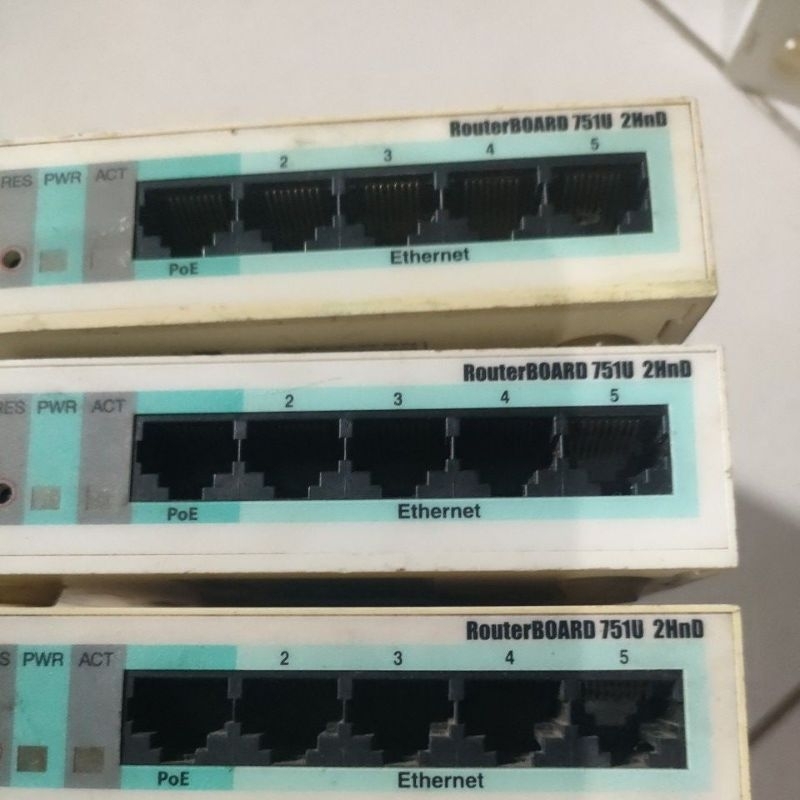 RouterBOARD 751U 2HnD
RES PWR ACT 2 3 4 5
PoE Ethernet
RouterBOARD 751U 2HnD
RES PWR ACT 2 3 4 5
PoE Ethernet
RouterBOARD 751U 2HnD
S PWR ACT 2 3 4 5
PoE Ethernet